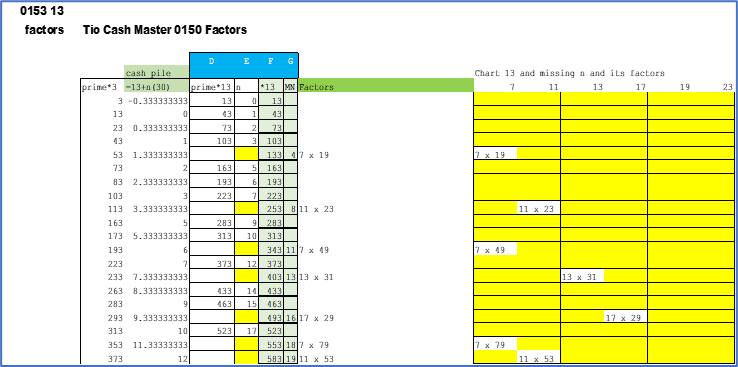 0153 13
factors Tio Cash Master 0150 Factors
D E F G
cash pile Chart 13 and missing n and its factors
prime*3 =13+n(30) prime*13 n *13 MN Factors 7 11 13 17 19 23
3 -0.333333333 13 0 13
13 0 43 1 43
23 0.333333333 73 2 73
43 1 103 3 103
53 1.333333333 133 4 7 x 19 7 x 19
73 2 163 5 163
83 2.333333333 193 6 193
103 3 223 7 223
113 3.333333333 253 8 11 x 23 11 x 23
163 5 283 9 283
173 5.333333333 313 10 313
193 6 343 11 7 x 49 7 x 49
223 7 373 12 373
233 7.333333333 403 13 13 x 31 13 x 31
263 8.333333333 433 14 433
283 9 463 15 463
293 9.333333333 493 16 17 x 29 17 x 29
313 10 523 17 523
353 11.33333333 553 18 7 x 79 7 x 79
373 12 583 19 11 x 53 11 x 53